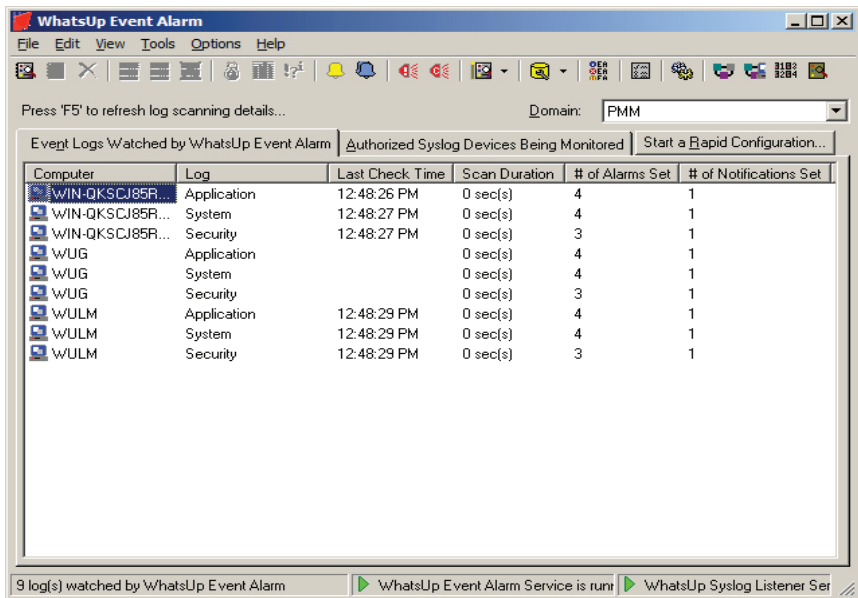 WhatsUp Event Alarm
File Edit View Tools Options Help
Press 'F5' to refresh log scanning details...
Domain: PMM
Event Logs Watched by WhatsUp Event Alarm Authorized Syslog Devices Being Monitored Start a Rapid Configuration...
Computer Log Last Check Time Scan Duration # of Alarms Set # of Notifications Set
WIN-QKSCJ85R... Application 12:48:26 PM 0 sec(s) 4 1
WIN-QKSCJ85R... System 12:48:27 PM 0 sec(s) 4 1
WIN-QKSCJ85R... Security 12:48:27 PM 0 sec(s) 3 1
WUG Application 0 sec(s) 4 1
WUG System 0 sec(s) 4 1
WUG Security 0 sec(s) 3 1
WULM Application 12:48:29 PM 0 sec(s) 4 1
WULM System 12:48:29 PM 0 sec(s) 4 1
WULM Security 12:48:29 PM 0 sec(s) 3 1
9 log(s) watched by WhatsUp Event Alarm WhatsUp Event Alarm Service is runn WhatsUp Syslog Listener Ser